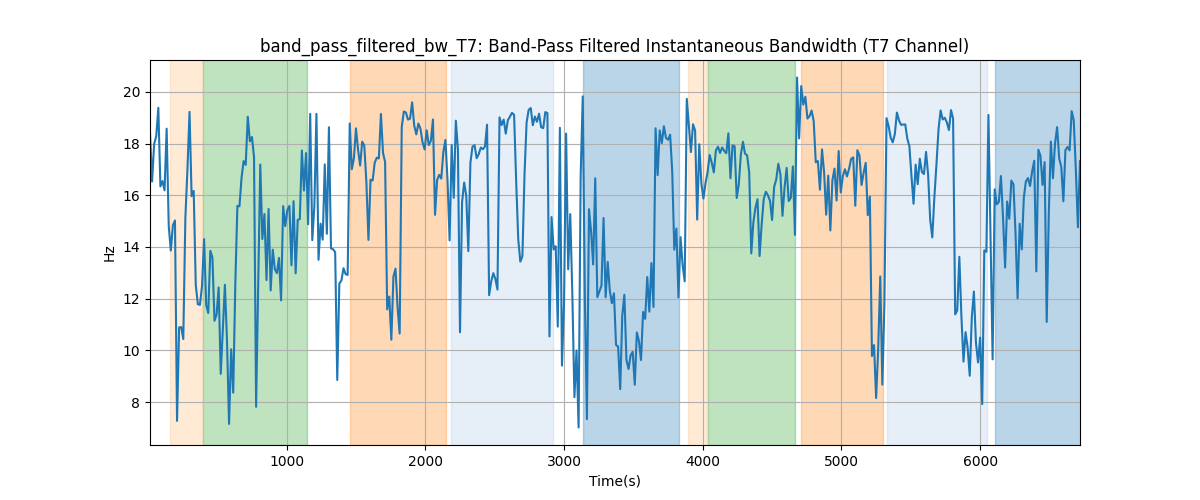 band_pass_filtered_bw_T7: Band-Pass Filtered Instantaneous Bandwidth (T7 Channel)
20
18
16
14
12
10
8
Hz
1000 2000 3000 4000 5000 6000
Time(s)